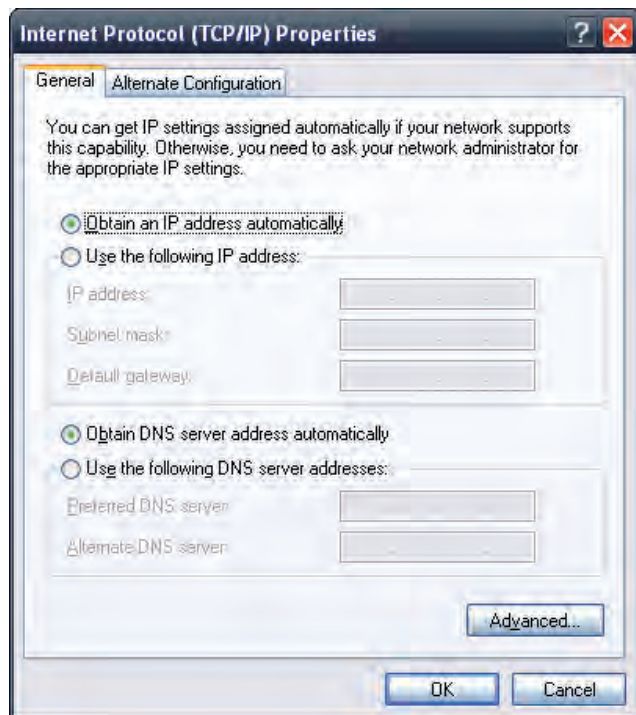 Internet Protocol (TCP/IP) Properties
General
Alternate Configuration
You can get IP settings assigned automatically if your network supports
this capability. Otherwise, you need to ask your network administrator for
the appropriate IP settings.
Obtain an IP address automatically
Use the following IP address:
IP address:
Subnet mask:
Default gateway:
Obtain DNS server address automatically
Use the following DNS server addresses:
Preferred DNS server:
Alternate DNS server:
Advanced...
OK
Cancel